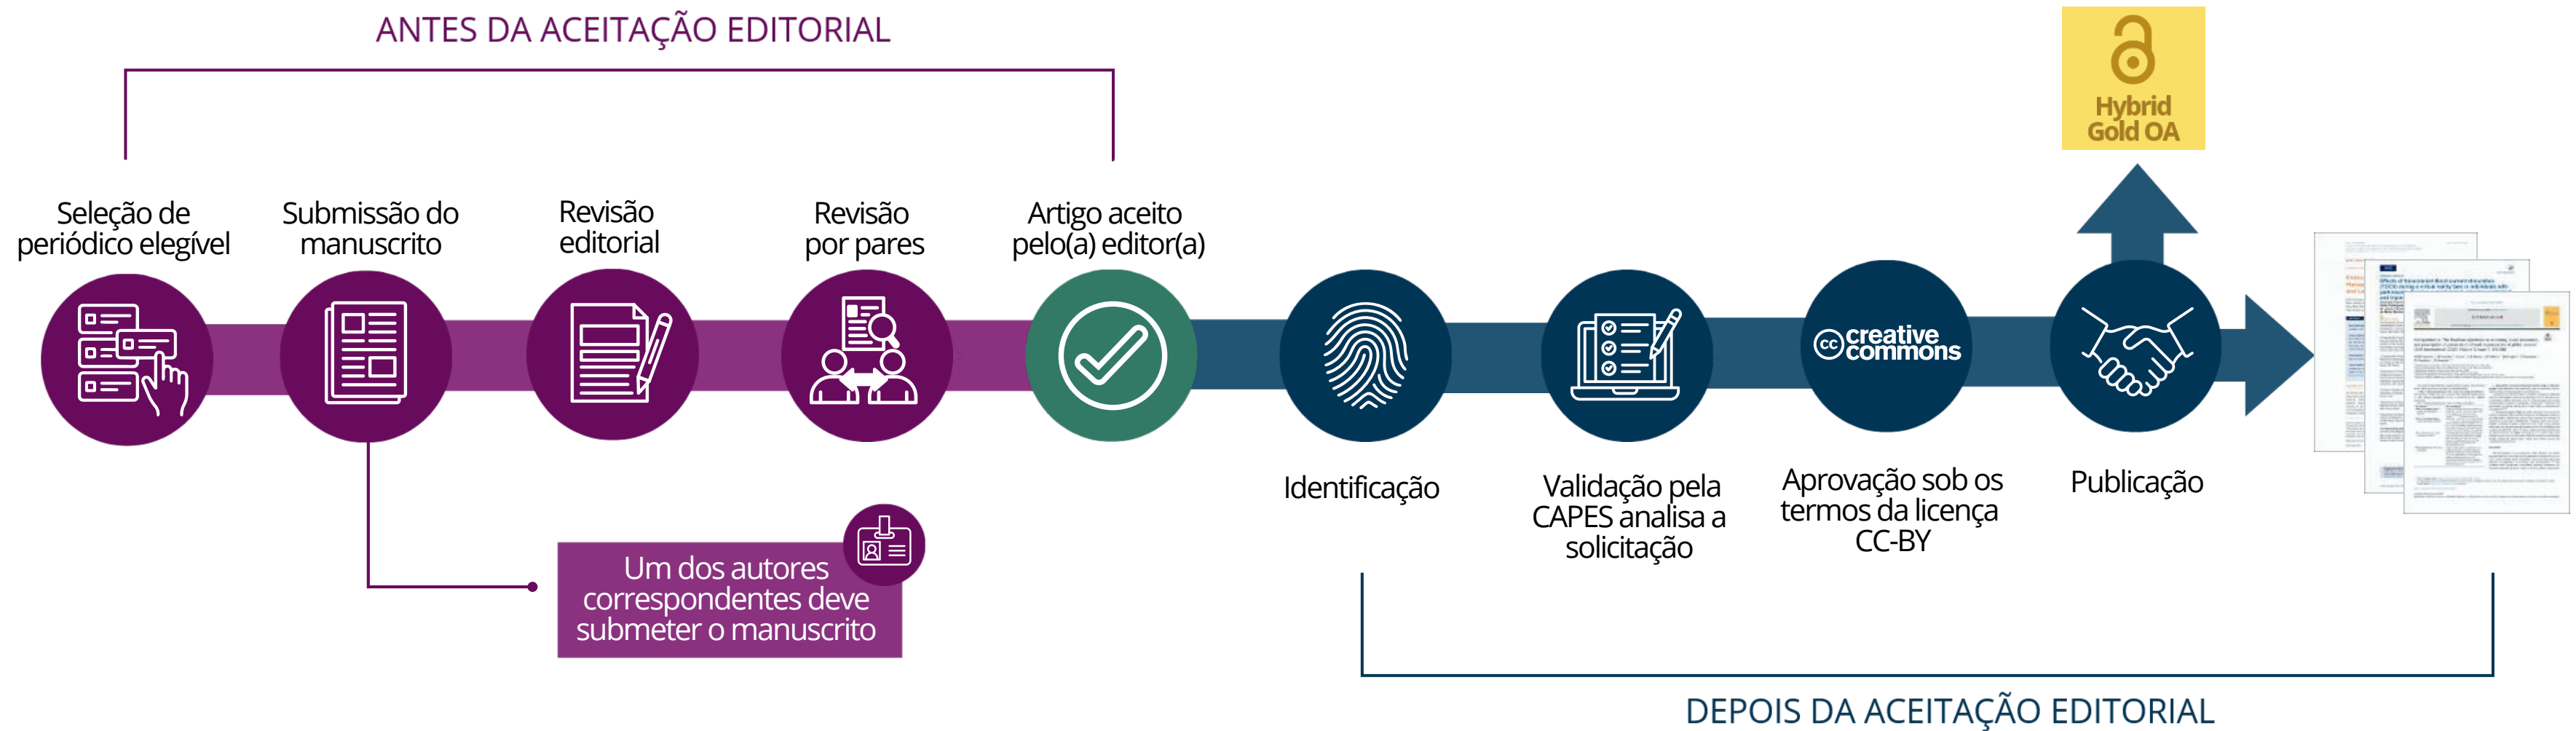 ANTES DA ACEITAÇÃO EDITORIAL
Hybrid
Gold OA
Seleção de
periódico elegível
Submissão do
manuscrito
Revisão
editorial
Revisão
por pares
Artigo aceito
pelo(a) editor(a)
cc creative
commons
Identificação
Validação pela
CAPES analisa a
solicitação
Aprovação sob os
termos da licença
CC-BY
Publicação
Um dos autores
correspondentes deve
submeter o manuscrito
DEPOIS DA ACEITAÇÃO EDITORIAL